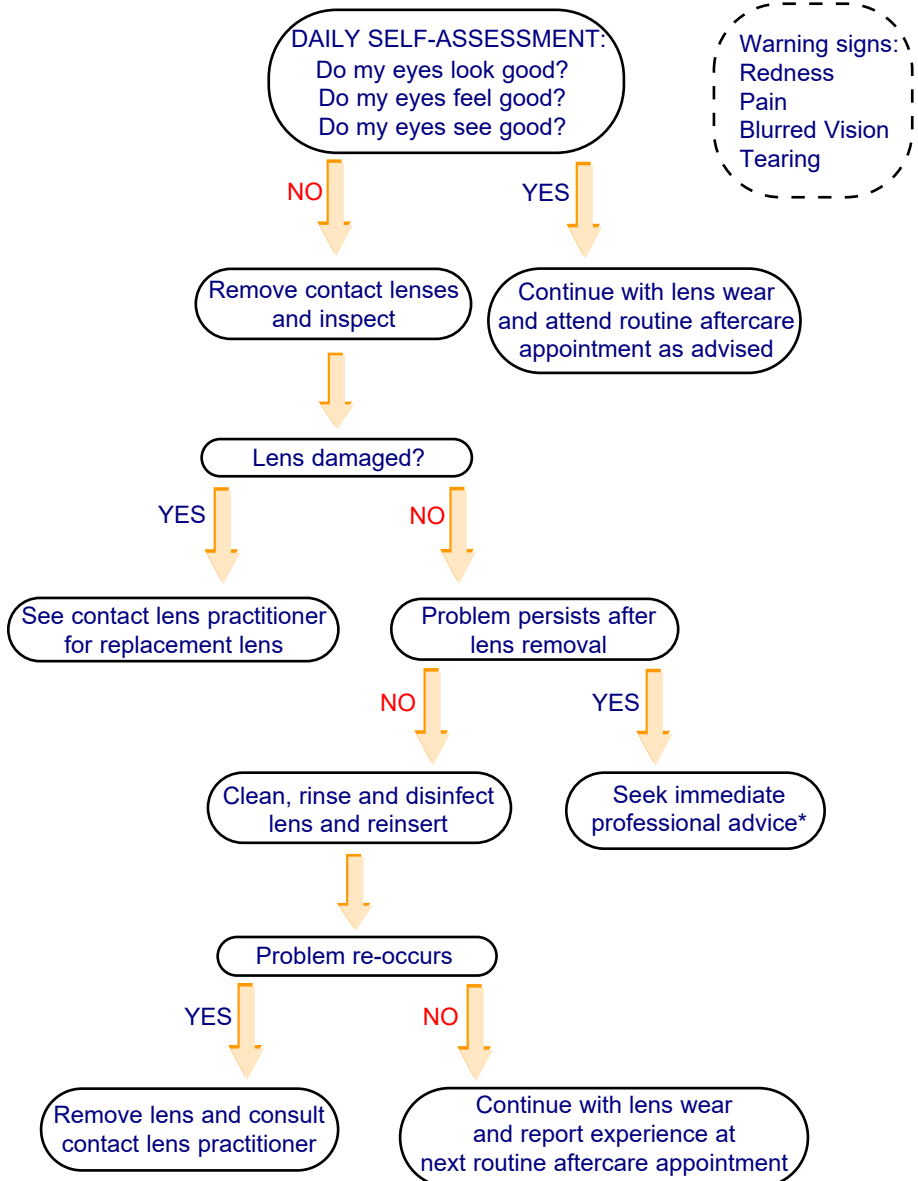 DAILY SELF-ASSESSMENT:
Do my eyes look good?
Do my eyes feel good?
Do my eyes see good?
Warning signs:
Redness
Pain
Blurred Vision
Tearing
NO
YES
Remove contact lenses
and inspect
Continue with lens wear
and attend routine aftercare
appointment as advised
Lens damaged?
YES
NO
See contact lens practitioner
for replacement lens
Problem persists after
lens removal
NO
YES
Clean, rinse and disinfect
lens and reinsert
Seek immediate
professional advice*
Problem re-occurs
YES
NO
Remove lens and consult
contact lens practitioner
Continue with lens wear
and report experience at
next routine aftercare appointment